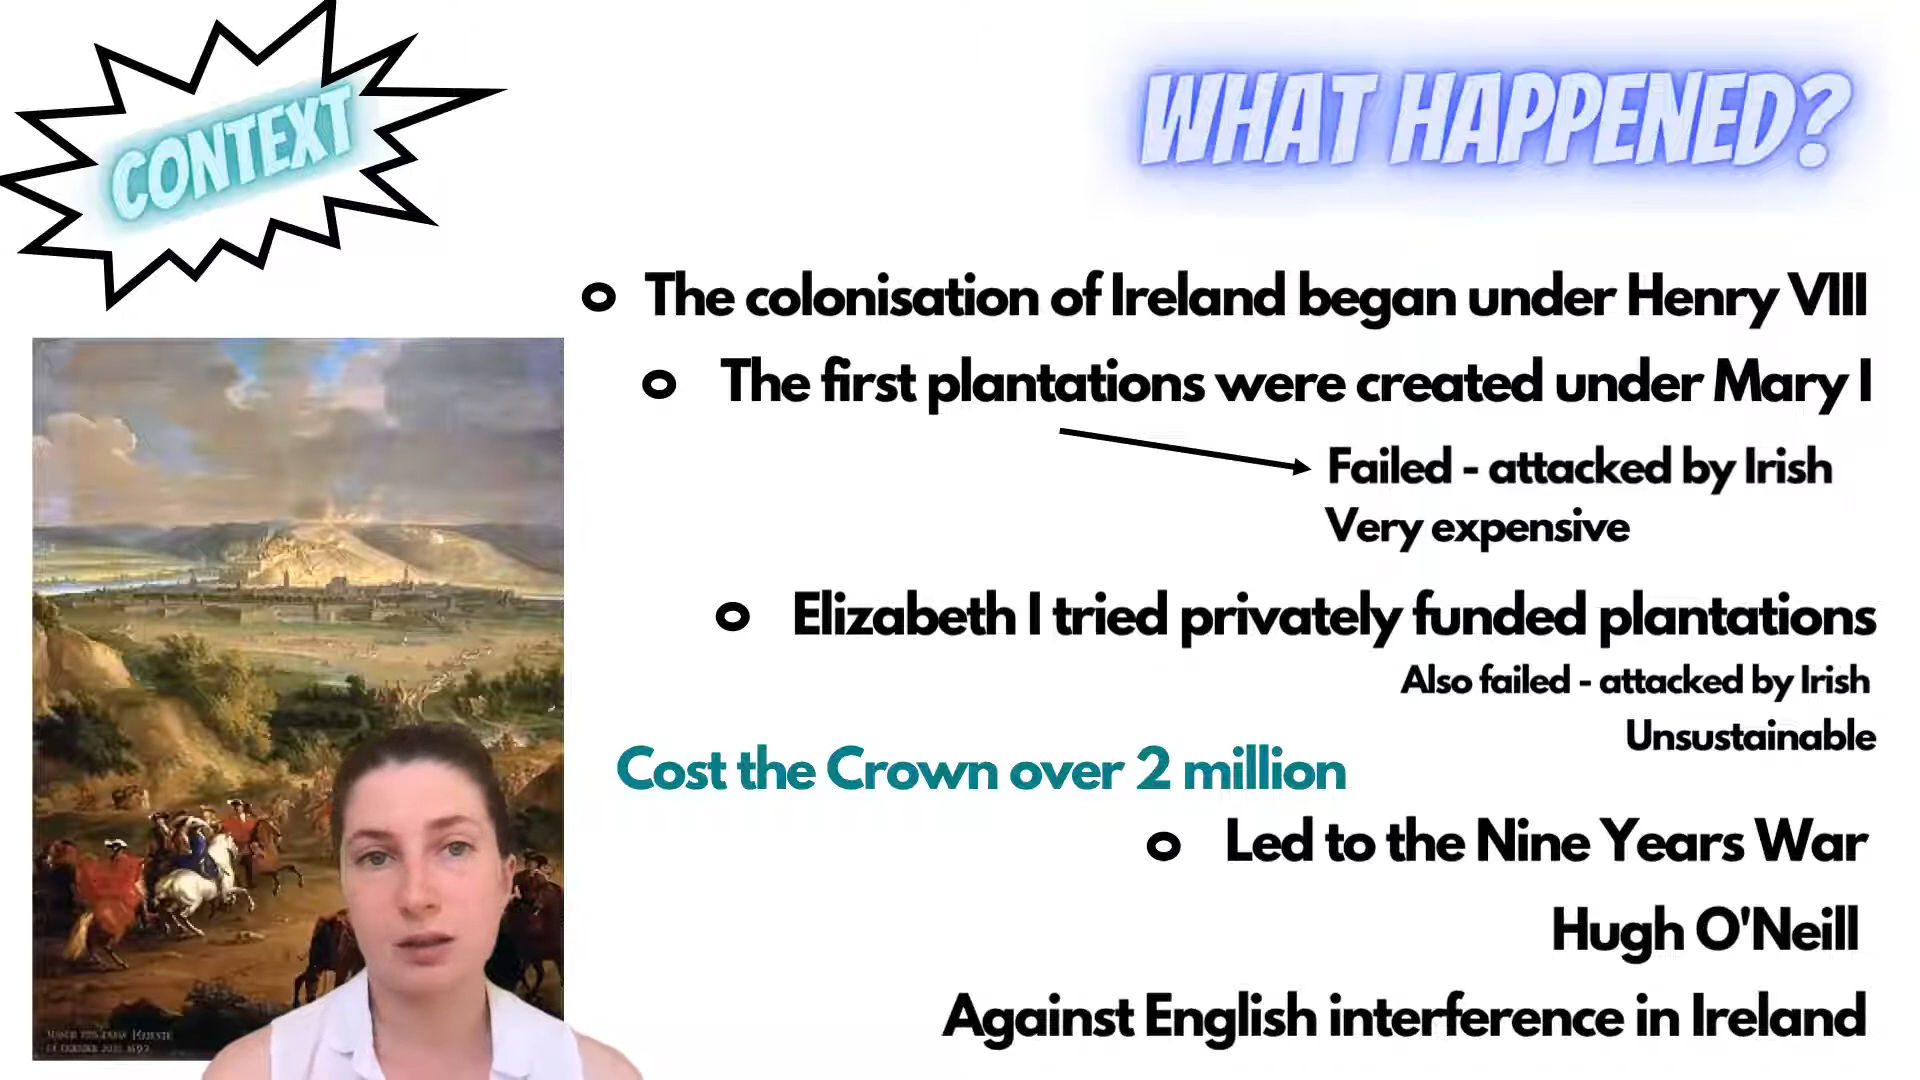 CONTEXT
WHAT HAPPENED?
The colonisation of Ireland began under Henry VIII
The first plantations were created under Mary I
Failed - attacked by Irish
Very expensive
Elizabeth I tried privately funded plantations
Also failed - attacked by Irish
Unsustainable
Cost the Crown over 2 million
Led to the Nine Years War
Hugh O'Neill
Against English interference in Ireland